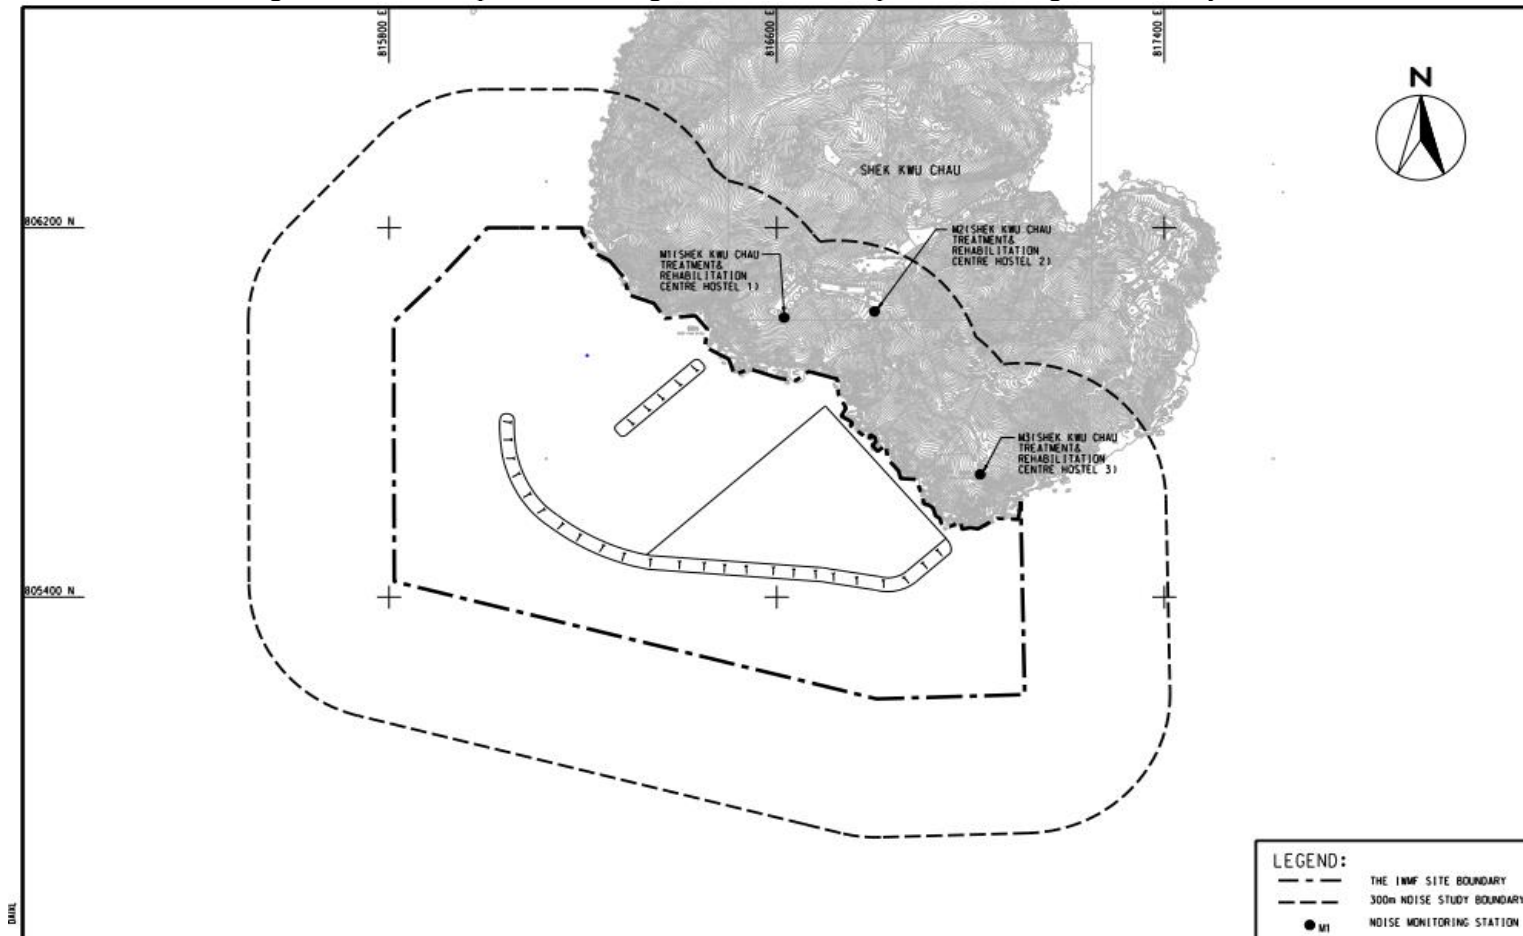 815800 E
816600 E
817400 E
SHEK KWU CHAU
806200 N
M2(SHEK KWU CHAU
TREATMENT&
REHABILITATION
CENTRE HOSTEL 2)
M1(SHEK KWU CHAU
TREATMENT&
REHABILITATION
CENTRE HOSTEL 1)
M3(SHEK KWU CHAU
TREATMENT&
REHABILITATION
CENTRE HOSTEL 3)
805400 N
N
LEGEND:
THE IWMF SITE BOUNDARY
300m NOISE STUDY BOUNDARY
M1 NOISE MONITORING STATION